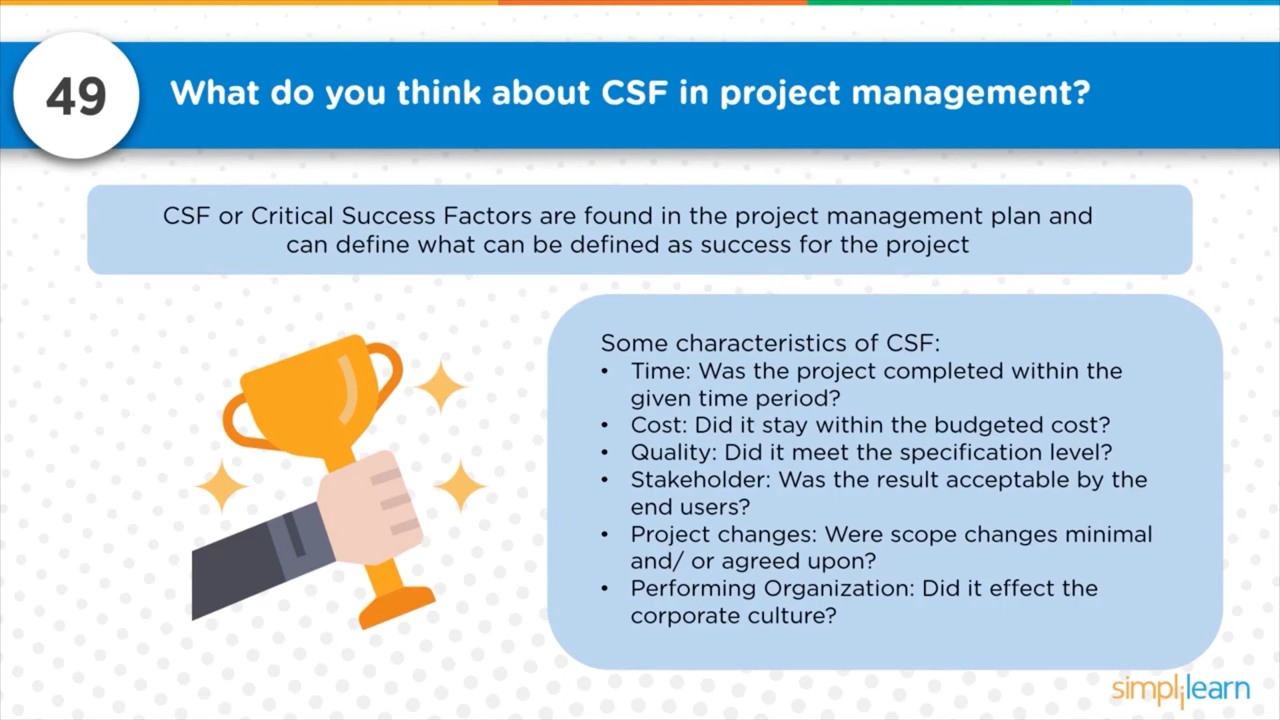 49
What do you think about CSF in project management?
CSF or Critical Success Factors are found in the project management plan and
can define what can be defined as success for the project
Some characteristics of CSF:
• Time: Was the project completed within the
given time period?
• Cost: Did it stay within the budgeted cost?
• Quality: Did it meet the specification level?
• Stakeholder: Was the result acceptable by the
end users?
• Project changes: Were scope changes minimal
and/ or agreed upon?
• Performing Organization: Did it effect the
corporate culture?
simplilearn